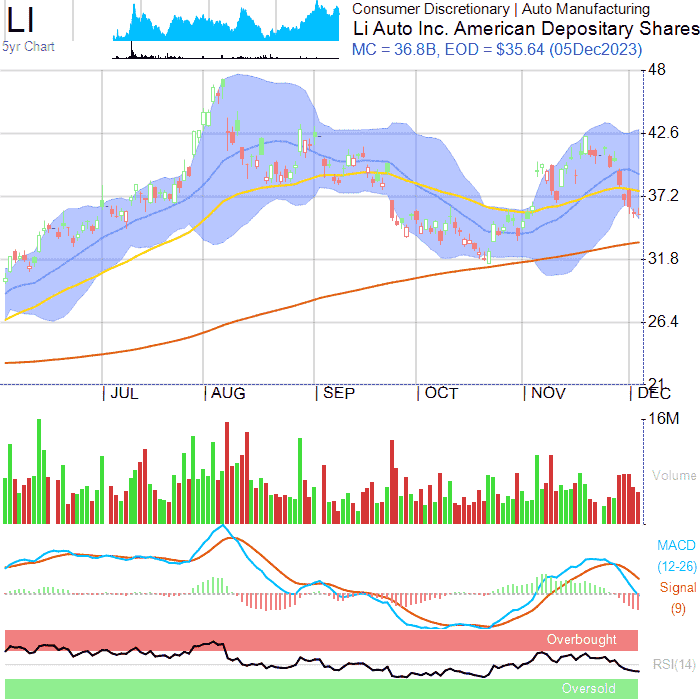 LI
5yr Chart
Consumer Discretionary | Auto Manufacturing
Li Auto Inc. American Depositary Shares
MC = 36.8B, EOD = $35.64 (05Dec2023)
48
42.6
37.2
31.8
26.4
21
| JUL | AUG | SEP | OCT | NOV | DEC
16M
Volume
MACD
(12-26)
Signal
(9)
Overbought
RSI(14)
Oversold